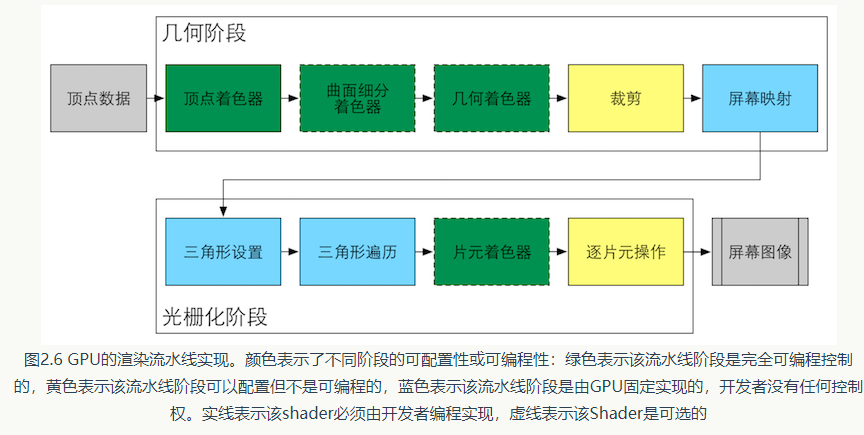 几何阶段
顶点数据
顶点着色器
曲面细分
着色器
几何着色器
裁剪
屏幕映射
三角形设置
三角形遍历
片元着色器
逐片元操作
屏幕图像
光栅化阶段
图2.6 GPU的渲染流水线实现。颜色表示了不同阶段的可配置性或可编程性：绿色表示该流水线阶段是完全可编程控制
的，黄色表示该流水线阶段可以配置但不是可编程的，蓝色表示该流水线阶段是由GPU固定实现的，开发者没有任何控制
权。实线表示该shader必须由开发者编程实现，虚线表示该Shader是可选的